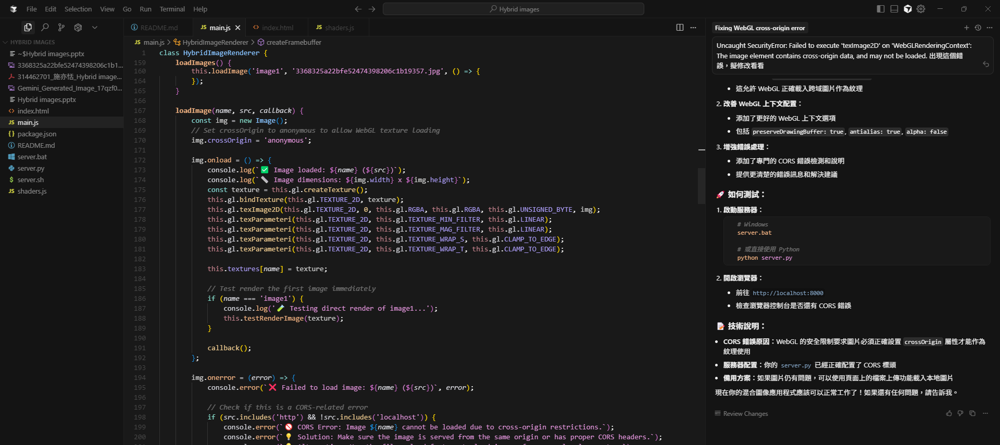 File Edit Selection View Go Run Terminal Help
Hybrid images
HYBRID IMAGES
~$Hybrid images.pptx
3368325a22bfe52474398206c1b1...
314462701_施亦恬_Hybrid image...
Gemini_Generated_Image_17qzf0...
Hybrid images.pptx
index.html
JS main.js
package.json
README.md
server.bat
server.py
server.sh
JS shaders.js
README.md
JS main.js
index.html
JS shaders.js
JS main.js > HybridImageRenderer > createFramebuffer
1 class HybridImageRenderer {
159 loadImages() {
160 this.loadImage('image1', '3368325a22bfe52474398206c1b19357.jpg', () => {
164 });
165 }
166
167 loadImage(name, src, callback) {
168 const img = new Image();
169 // Set crossOrigin to anonymous to allow WebGL texture loading
170 img.crossOrigin = 'anonymous';
171
172 img.onload = () => {
173 console.log(`✅ Image loaded: ${name} (${src})`);
174 console.log(`📏 Image dimensions: ${img.width} x ${img.height}`);
175 const texture = this.gl.createTexture();
176 this.gl.bindTexture(this.gl.TEXTURE_2D, texture);
177 this.gl.texImage2D(this.gl.TEXTURE_2D, 0, this.gl.RGBA, this.gl.RGBA, this.gl.UNSIGNED_BYTE, img);
178 this.gl.texParameteri(this.gl.TEXTURE_2D, this.gl.TEXTURE_MIN_FILTER, this.gl.LINEAR);
179 this.gl.texParameteri(this.gl.TEXTURE_2D, this.gl.TEXTURE_MAG_FILTER, this.gl.LINEAR);
180 this.gl.texParameteri(this.gl.TEXTURE_2D, this.gl.TEXTURE_WRAP_S, this.gl.CLAMP_TO_EDGE);
181 this.gl.texParameteri(this.gl.TEXTURE_2D, this.gl.TEXTURE_WRAP_T, this.gl.CLAMP_TO_EDGE);
182
183 this.textures[name] = texture;
184
185 // Test render the first image immediately
186 if (name === 'image1') {
187 console.log('🧪 Testing direct render of image1...');
188 this.testRenderImage(texture);
189 }
190
191 callback();
192 };
193
194 img.onerror = (error) => {
195 console.error(`❌ Failed to load image: ${name} (${src})`, error);
196
197 // Check if this is a CORS-related error
198 if (src.includes('http') && !src.includes('localhost')) {
199 console.error(`🚫 CORS Error: Image ${name} cannot be loaded due to cross-origin restrictions.`);
200 console.error(`💡 Solution: Make sure the image is served from the same origin or has proper CORS headers.`);
Fixing WebGL cross-origin error
Uncaught SecurityError: Failed to execute 'texImage2D' on 'WebGLRenderingContext':
The image element contains cross-origin data, and may not be loaded. 出現這個錯
誤，擬修改看看
• 這允許 WebGL 正確載入跨域圖片作為紋理
2. 改善 WebGL 上下文配置：
• 添加了更好的 WebGL 上下文選項
• 包括 preserveDrawingBuffer: true, antialias: true, alpha: false
3. 增強錯誤處理：
• 添加了專門的 CORS 錯誤檢測和說明
• 提供更清楚的錯誤訊息和解決建議
🚀 如何測試：
1. 啟動服務器：
# Windows
server.bat
# 或直接使用 Python
python server.py
2. 開啟瀏覽器：
• 前往 http://localhost:8000
• 檢查瀏覽器控制台是否還有 CORS 錯誤
📝 技術說明：
• CORS 錯誤原因：WebGL 的安全限制要求圖片必須正確設置 crossOrigin 屬性才能作為
紋理使用
• 服務器配置：你的 server.py 已經正確配置了 CORS 標頭
• 備用方案：如果圖片仍有問題，可以使用頁面上的檔案上傳功能載入本地圖片
現在你的混合圖像應用程式應該可以正常工作了！如果還有任何問題，請告訴我。
Review Changes